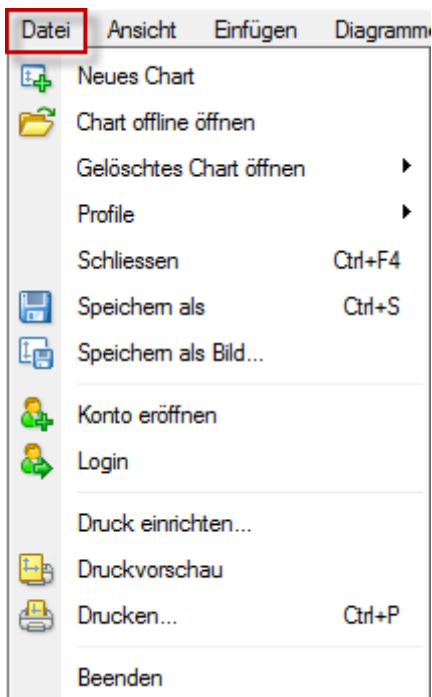 Datei Ansicht Einfügen Diagramme
Neues Chart
Chart offline öffnen
Gelöschtes Chart öffnen
Profile
Schliessen Ctrl+F4
Speichern als Ctrl+S
Speichern als Bild...
Konto eröffnen
Login
Druck einrichten...
Druckvorschau
Drucken... Ctrl+P
Beenden